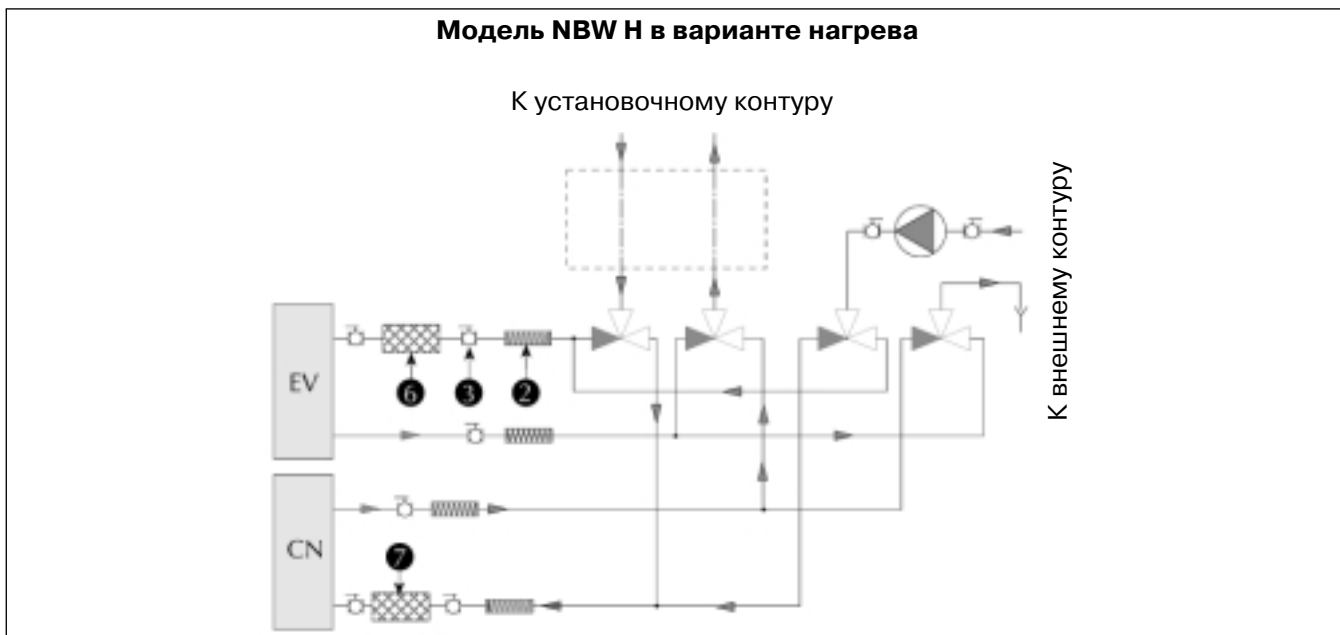 Модель NBW H в варианте нагрева
К установочному контуру
К внешнему контуру
EV
6
3
2
CN
7